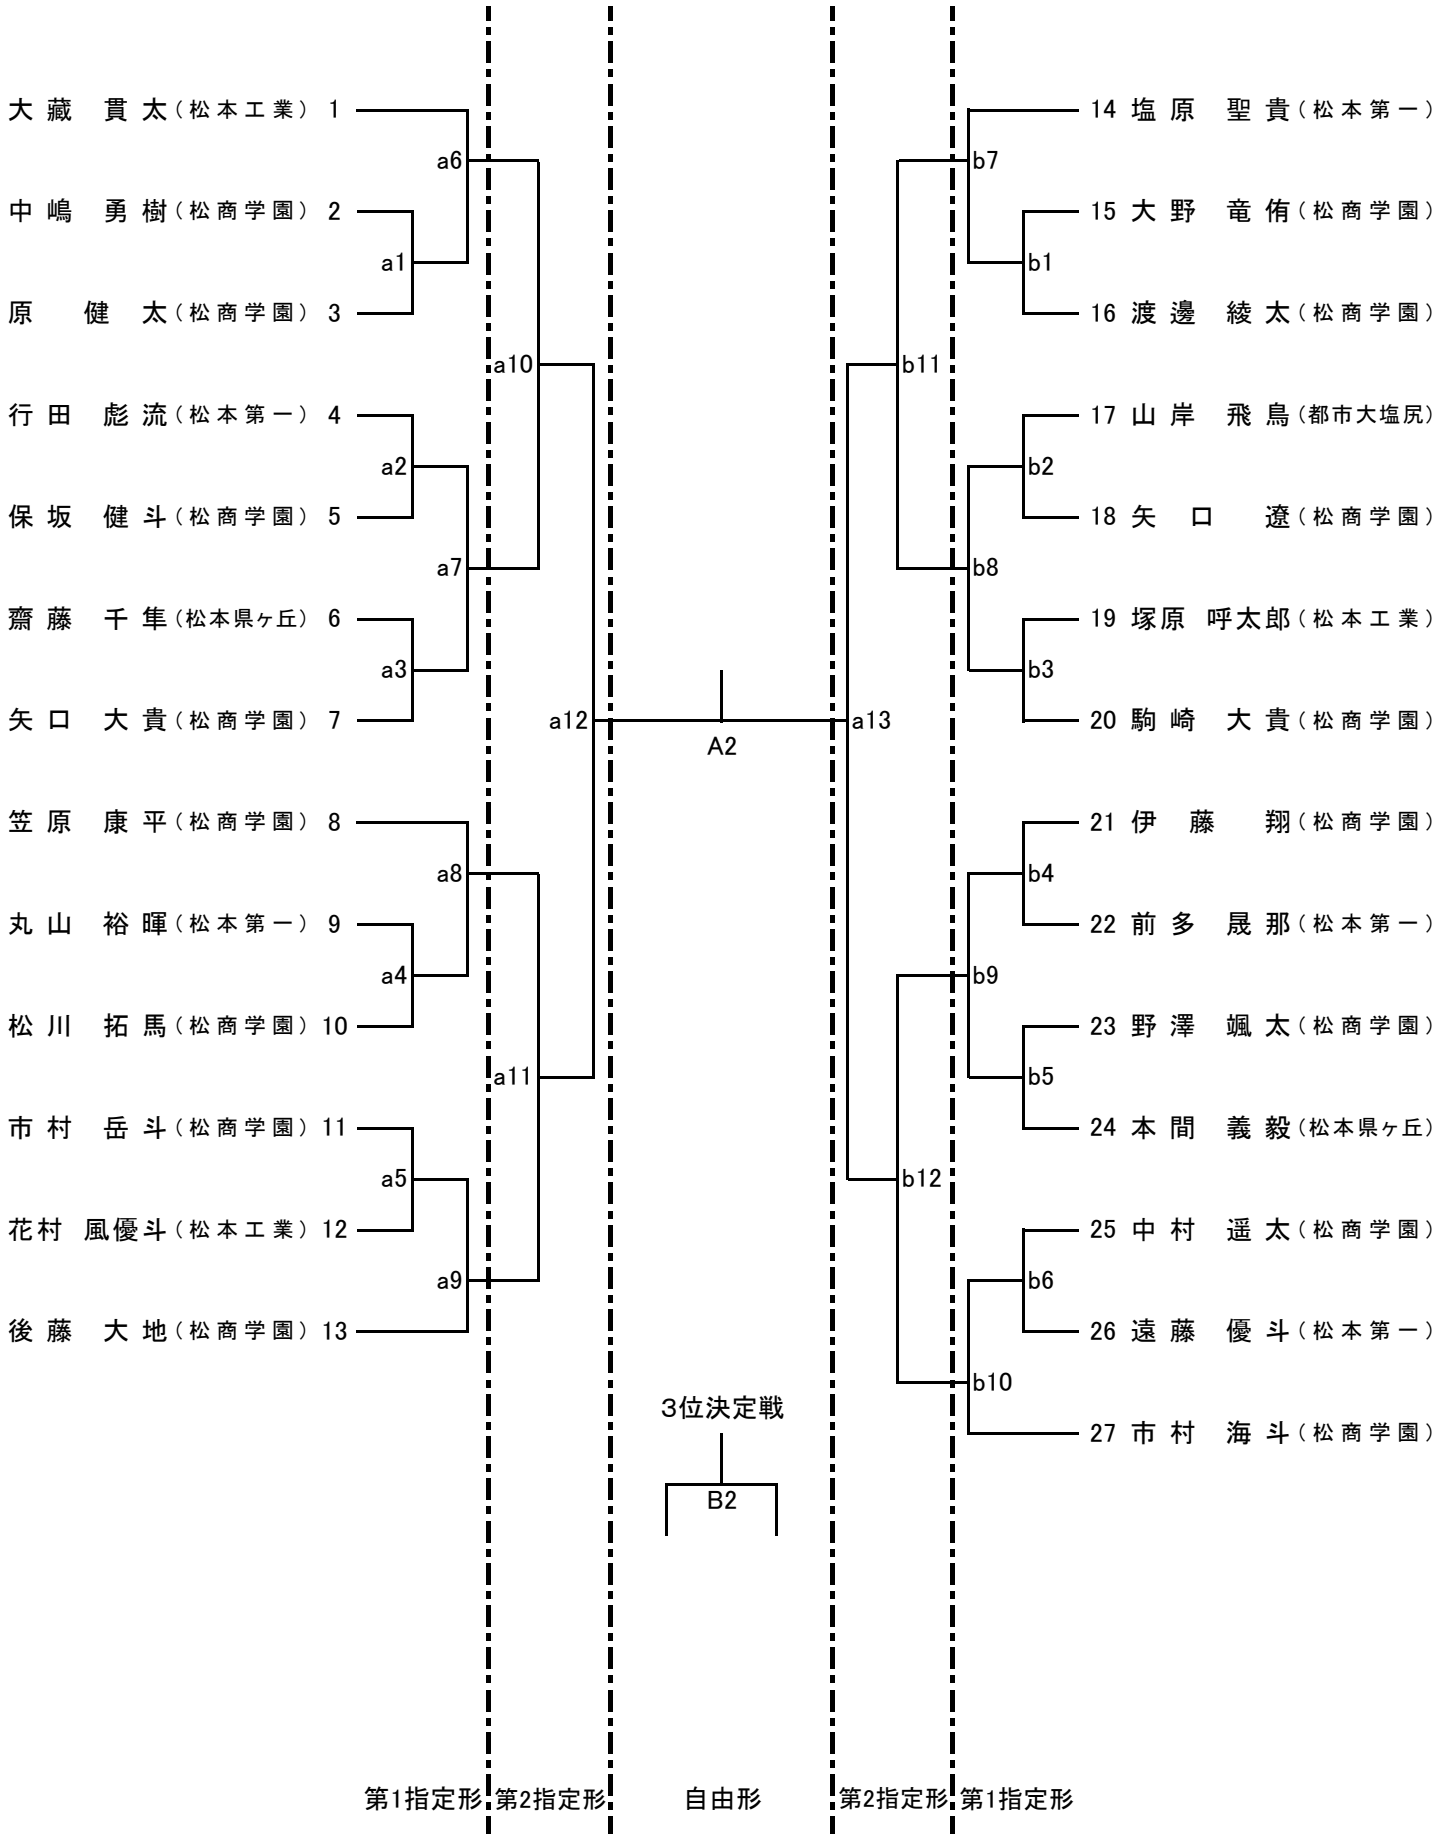 大藏 貫太(松本工業) 1
中嶋 勇樹(松商学園) 2
原 健太(松商学園) 3
行田 彪流(松本第一) 4
保坂 健斗(松商学園) 5
齋藤 千隼(松本県ヶ丘) 6
矢口 大貴(松商学園) 7
笠原 康平(松商学園) 8
丸山 裕暉(松本第一) 9
松川 拓馬(松商学園) 10
市村 岳斗(松商学園) 11
花村 風優斗(松本工業) 12
後藤 大地(松商学園) 13
a6
a1
a10
a2
a7
a3
a12
a8
a4
a11
a5
a9
A2
3位決定戦
B2
a13
b7
b1
b11
b2
b8
b3
b4
b9
b5
b12
b6
b10
14 塩原 聖貴(松本第一)
15 大野 竜侑(松商学園)
16 渡邊 綾太(松商学園)
17 山岸 飛鳥(都市大塩尻)
18 矢口 遼(松商学園)
19 塚原 呼太郎(松本工業)
20 駒崎 大貴(松商学園)
21 伊藤 翔(松商学園)
22 前多 晟那(松本第一)
23 野澤 颯太(松商学園)
24 本間 義毅(松本県ヶ丘)
25 中村 遥太(松商学園)
26 遠藤 優斗(松本第一)
27 市村 海斗(松商学園)
第1指定形 第2指定形 自由形 第2指定形 第1指定形